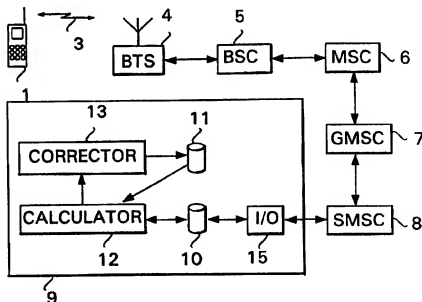 4
5
3
BTS
BSC
MSC
6
1
13
11
CORRECTOR
GMSC
7
CALCULATOR
I/O
SMSC
8
12
10
15
9